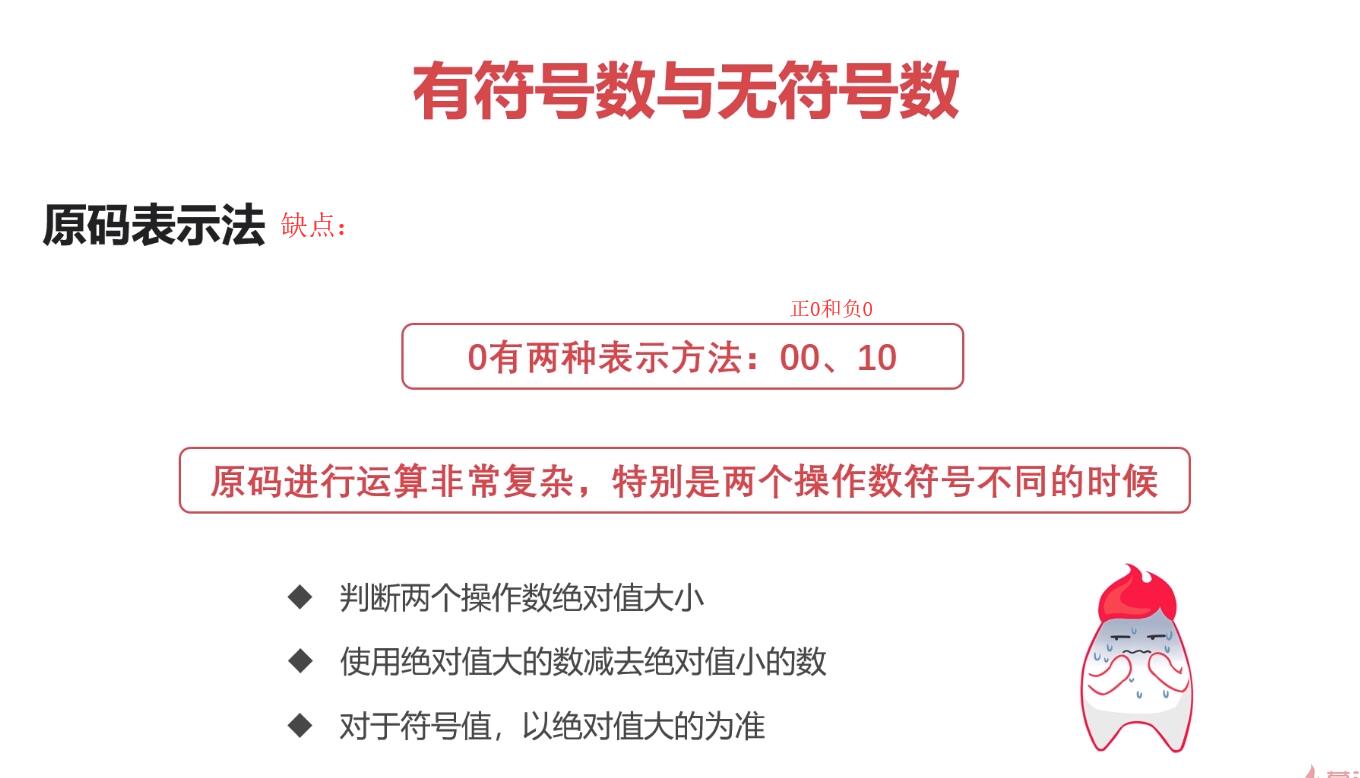 有符号数与无符号数
原码表示法 缺点：
正0和负0
0有两种表示方法：00、10
原码进行运算非常复杂，特别是两个操作数符号不同的时候
◆ 判断两个操作数绝对值大小
◆ 使用绝对值大的数减去绝对值小的数
◆ 对于符号值，以绝对值大的为准